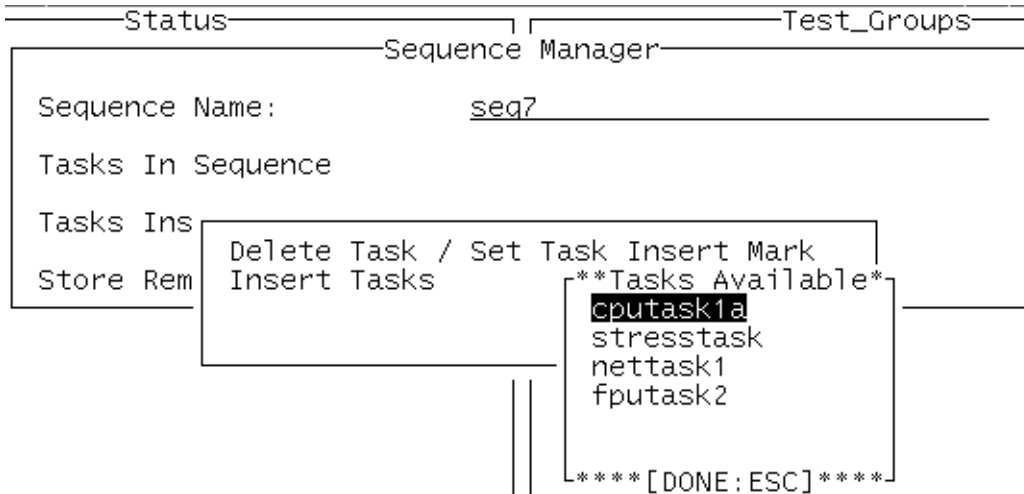 Status Test_Groups
Sequence Manager
Sequence Name: seq7
Tasks In Sequence
Tasks Ins
Delete Task / Set Task Insert Mark
Store Rem Insert Tasks **Tasks Available*
cputask1a
stresstask
nettask1
fputask2
****[DONE:ESC]****